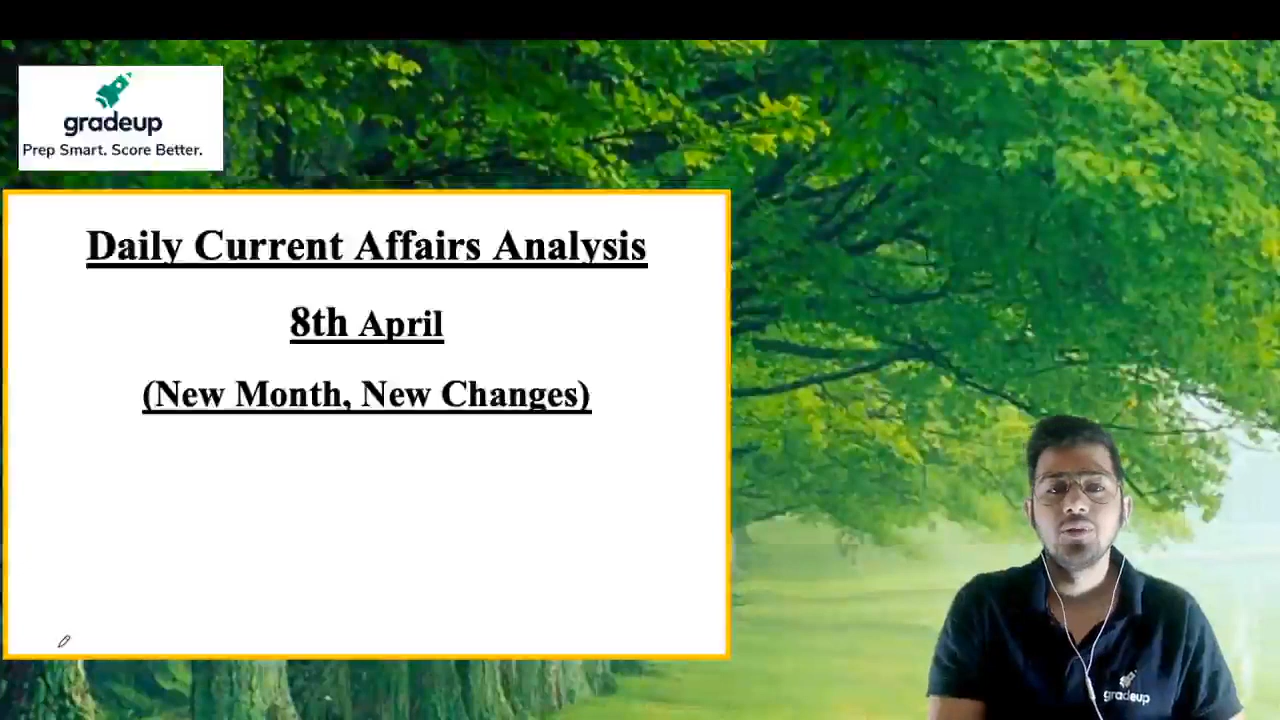 gradeup
Prep Smart. Score Better.
Daily Current Affairs Analysis
8th April
(New Month, New Changes)
gradeup